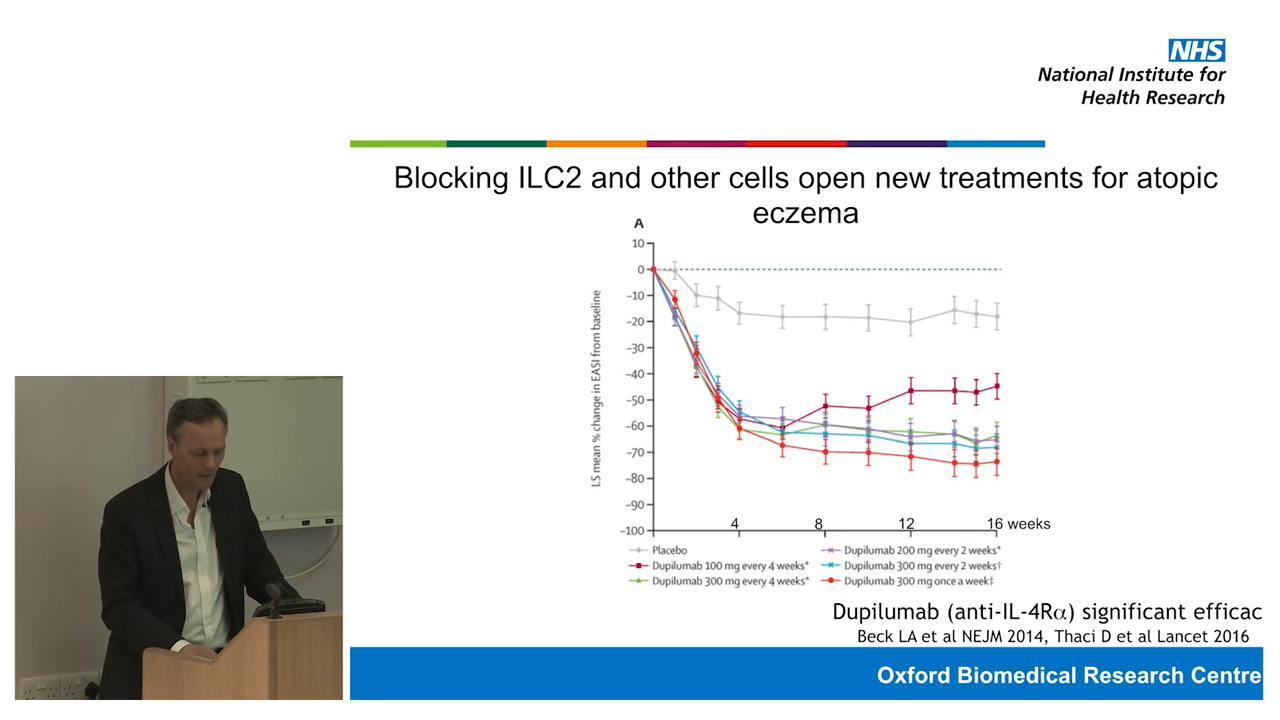 NHS
National Institute for
Health Research
Blocking ILC2 and other cells open new treatments for atopic
eczema
A
LS mean % change in EASI from baseline
10
0
−10
−20
−30
−40
−50
−60
−70
−80
−90
−100
4 8 12 16 weeks
Placebo
Dupilumab 100 mg every 4 weeks*
Dupilumab 300 mg every 4 weeks*
Dupilumab 200 mg every 2 weeks*
Dupilumab 300 mg every 2 weeks†
Dupilumab 300 mg once a week‡
Dupilumab (anti-IL-4Rα) significant efficac
Beck LA et al NEJM 2014, Thaci D et al Lancet 2016
Oxford Biomedical Research Centre